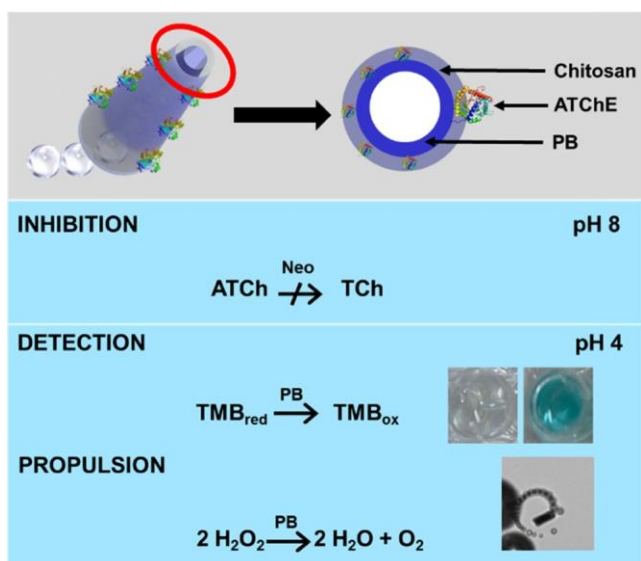 Chitosan
ATChE
PB
INHIBITION pH 8
Neo
ATCh → TCh
DETECTION pH 4
PB
TMBred → TMBox
PROPULSION
PB
2 H₂O₂ → 2 H₂O + O₂